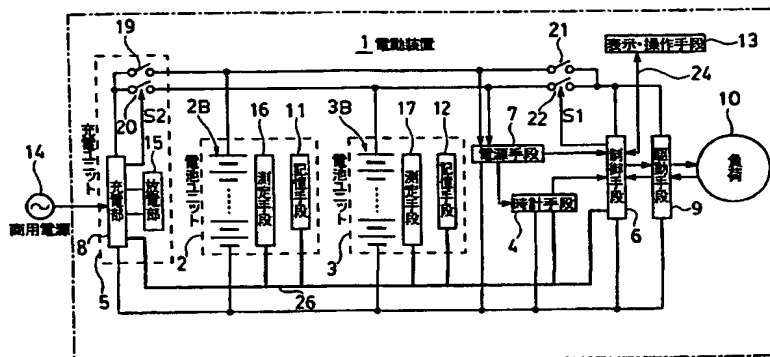 1 電動装置
19
20
S2
21
22
S1
表示・操作手段
13
24
10
負荷
14
商用電源
充電ユニット
充電部
15
放電部
8
5
2B
電池ユニット
16
測定手段
11
記憶手段
2
3B
電池ユニット
17
測定手段
12
記憶手段
3
7
電源手段
時計手段
4
制御手段
6
駆動手段
9
26